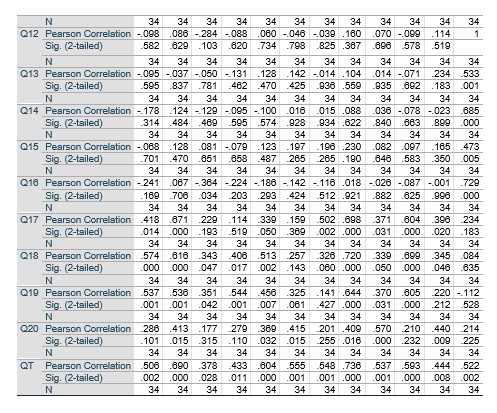 N 34 34 34 34 34 34 34 34 34 34 34 34
Q12 Pearson Correlation -.098 .086 -.284 -.088 .060 -.046 -.039 .160 .070 -.099 .114 1
Sig. (2-tailed) .582 .629 .103 .620 .734 .798 .825 .367 .696 .578 .519
N 34 34 34 34 34 34 34 34 34 34 34 34
Q13 Pearson Correlation -.095 -.037 -.050 -.131 .128 .142 -.014 .104 .014 -.071 .234 .533
Sig. (2-tailed) .595 .837 .781 .462 .470 .425 .936 .559 .935 .692 .183 .001
N 34 34 34 34 34 34 34 34 34 34 34 34
Q14 Pearson Correlation -.178 .124 -.129 -.095 -.100 .016 .015 .088 .036 -.078 -.023 .685
Sig. (2-tailed) .314 .484 .469 .595 .574 .928 .934 .622 .840 .663 .899 .000
N 34 34 34 34 34 34 34 34 34 34 34 34
Q15 Pearson Correlation -.068 .128 .081 -.079 .123 .197 .196 .230 .082 .097 .165 .473
Sig. (2-tailed) .701 .470 .651 .658 .487 .265 .265 .190 .646 .583 .350 .005
N 34 34 34 34 34 34 34 34 34 34 34 34
Q16 Pearson Correlation -.241 .067 -.364 -.224 -.186 -.142 -.116 .018 -.026 -.087 -.001 .729
Sig. (2-tailed) .169 .706 .034 .203 .293 .424 .512 .921 .882 .625 .996 .000
N 34 34 34 34 34 34 34 34 34 34 34 34
Q17 Pearson Correlation .418 .671 .229 .114 .339 .159 .502 .698 .371 .604 .396 .234
Sig. (2-tailed) .014 .000 .193 .519 .050 .369 .002 .000 .031 .000 .020 .183
N 34 34 34 34 34 34 34 34 34 34 34 34
Q18 Pearson Correlation .574 .616 .343 .406 .513 .257 .326 .720 .339 .699 .345 .084
Sig. (2-tailed) .000 .000 .047 .017 .002 .143 .060 .000 .050 .000 .046 .635
N 34 34 34 34 34 34 34 34 34 34 34 34
Q19 Pearson Correlation .537 .536 .351 .544 .456 .325 .141 .644 .370 .605 .220 -.112
Sig. (2-tailed) .001 .001 .042 .001 .007 .061 .427 .000 .031 .000 .212 .528
N 34 34 34 34 34 34 34 34 34 34 34 34
Q20 Pearson Correlation .286 .413 .177 .279 .369 .415 .201 .409 .570 .210 .440 .214
Sig. (2-tailed) .101 .015 .315 .110 .032 .015 .255 .016 .000 .232 .009 .225
N 34 34 34 34 34 34 34 34 34 34 34 34
QT Pearson Correlation .506 .690 .378 .433 .604 .555 .548 .736 .537 .593 .444 .522
Sig. (2-tailed) .002 .000 .028 .011 .000 .001 .001 .000 .001 .000 .008 .002
N 34 34 34 34 34 34 34 34 34 34 34 34